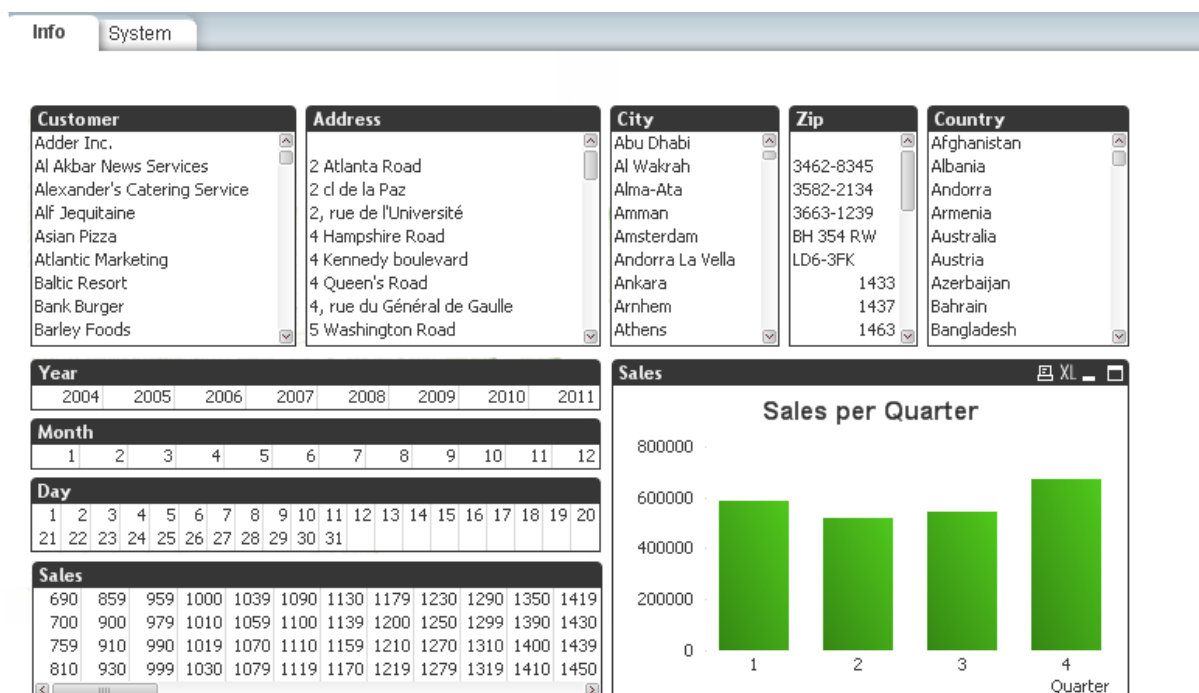 Info System
Customer
Adder Inc.
Al Akbar News Services
Alexander's Catering Service
Alf Jequitaine
Asian Pizza
Atlantic Marketing
Baltic Resort
Bank Burger
Barley Foods
Address
2 Atlanta Road
2 cl de la Paz
2, rue de l'Université
4 Hampshire Road
4 Kennedy boulevard
4 Queen's Road
4, rue du Général de Gaulle
5 Washington Road
City
Abu Dhabi
Al Wakrah
Alma-Ata
Amman
Amsterdam
Andorra La Vella
Ankara
Arnhem
Athens
Zip
3462-8345
3582-2134
3663-1239
BH 354 RW
LD6-3FK
1433
1437
1463
Country
Afghanistan
Albania
Andorra
Armenia
Australia
Austria
Azerbaijan
Bahrain
Bangladesh
Year
2004 2005 2006 2007 2008 2009 2010 2011
Month
1 2 3 4 5 6 7 8 9 10 11 12
Day
1 2 3 4 5 6 7 8 9 10 11 12 13 14 15 16 17 18 19 20
21 22 23 24 25 26 27 28 29 30 31
Sales
690 859 959 1000 1039 1090 1130 1179 1230 1290 1350 1419
700 900 979 1010 1059 1100 1139 1200 1250 1299 1390 1430
759 910 990 1019 1070 1110 1159 1210 1270 1310 1400 1439
810 930 999 1030 1079 1119 1170 1219 1279 1319 1410 1450
Sales XL
Sales per Quarter
800000
600000
400000
200000
0
1 2 3 4
Quarter